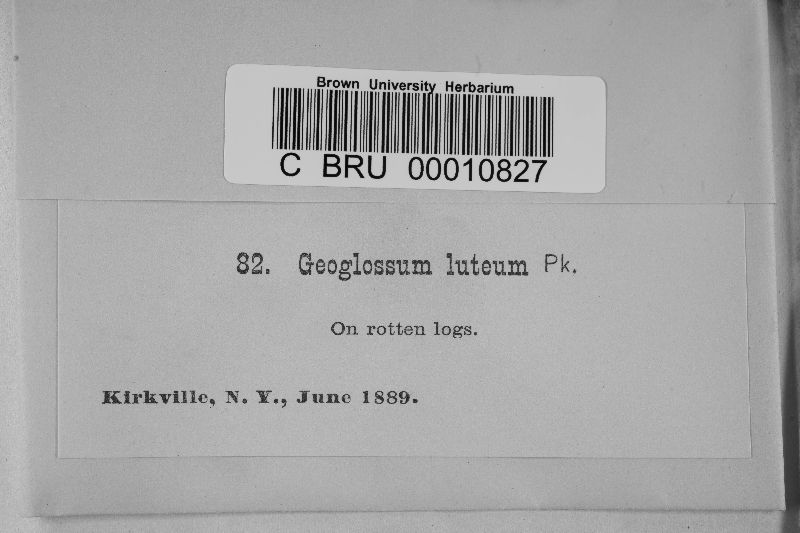 Brown University Herbarium
C BRU 00010827
82. Geoglossum luteum Pk.
On rotten logs.
Kirkville, N. Y., June 1889.